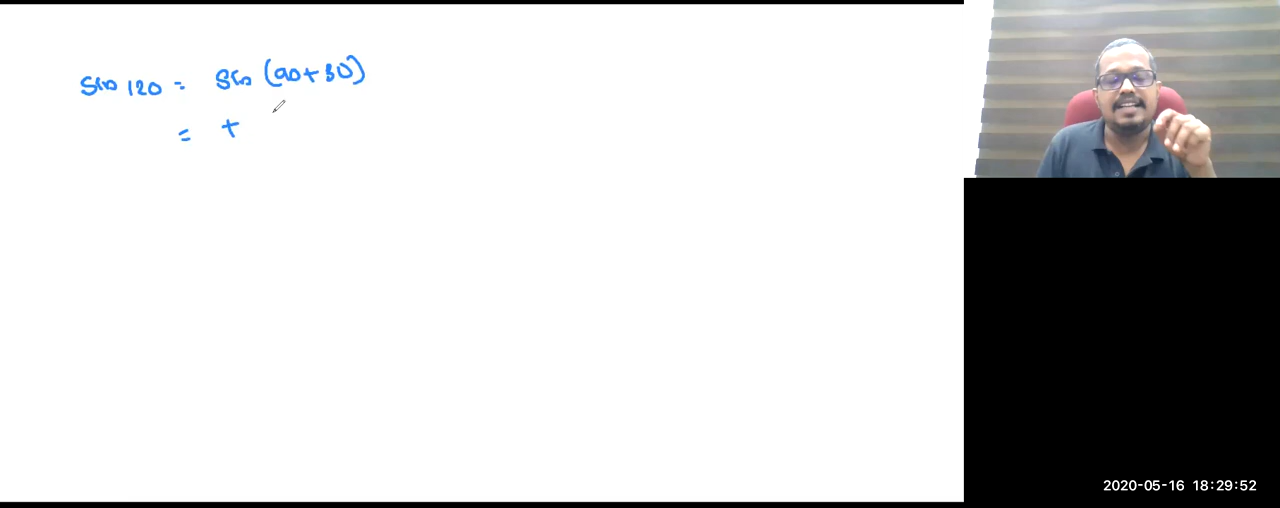 sin 120 = sin (90+30)
= +
2020-05-16 18:29:52